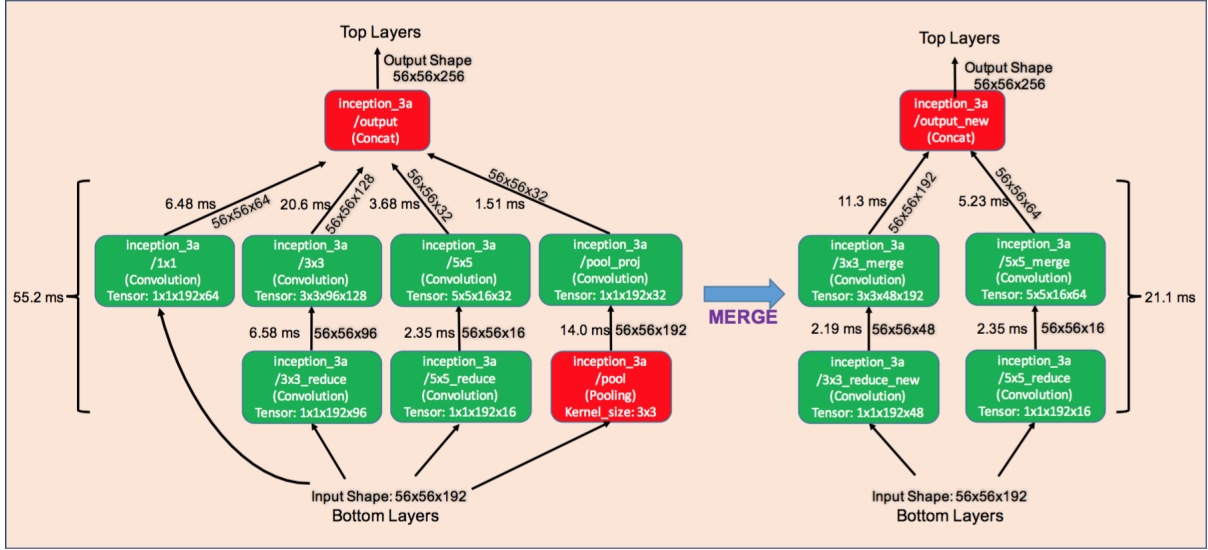 Top Layers
Output Shape
56x56x256
inception_3a
/output
(Concat)
6.48 ms
56x56x64
20.6 ms
56x56x128
3.68 ms
56x56x32
1.51 ms
56x56x32
55.2 ms
inception_3a
/1x1
(Convolution)
Tensor: 1x1x192x64
inception_3a
/3x3
(Convolution)
Tensor: 3x3x96x128
inception_3a
/5x5
(Convolution)
Tensor: 5x5x16x32
inception_3a
/pool_proj
(Convolution)
Tensor: 1x1x192x32
6.58 ms
56x56x96
2.35 ms
56x56x16
14.0 ms
56x56x192
inception_3a
/3x3_reduce
(Convolution)
Tensor: 1x1x192x96
inception_3a
/5x5_reduce
(Convolution)
Tensor: 1x1x192x16
inception_3a
/pool
(Pooling)
Kernel_size: 3x3
Input Shape: 56x56x192
Bottom Layers
MERGE
Top Layers
Output Shape
56x56x256
inception_3a
/output_new
(Concat)
11.3 ms
56x56x192
5.23 ms
56x56x64
inception_3a
/3x3_merge
(Convolution)
Tensor: 3x3x48x192
inception_3a
/5x5_merge
(Convolution)
Tensor: 5x5x16x64
21.1 ms
2.19 ms
56x56x48
2.35 ms
56x56x16
inception_3a
/3x3_reduce_new
(Convolution)
Tensor: 1x1x192x48
inception_3a
/5x5_reduce
(Convolution)
Tensor: 1x1x192x16
Input Shape: 56x56x192
Bottom Layers